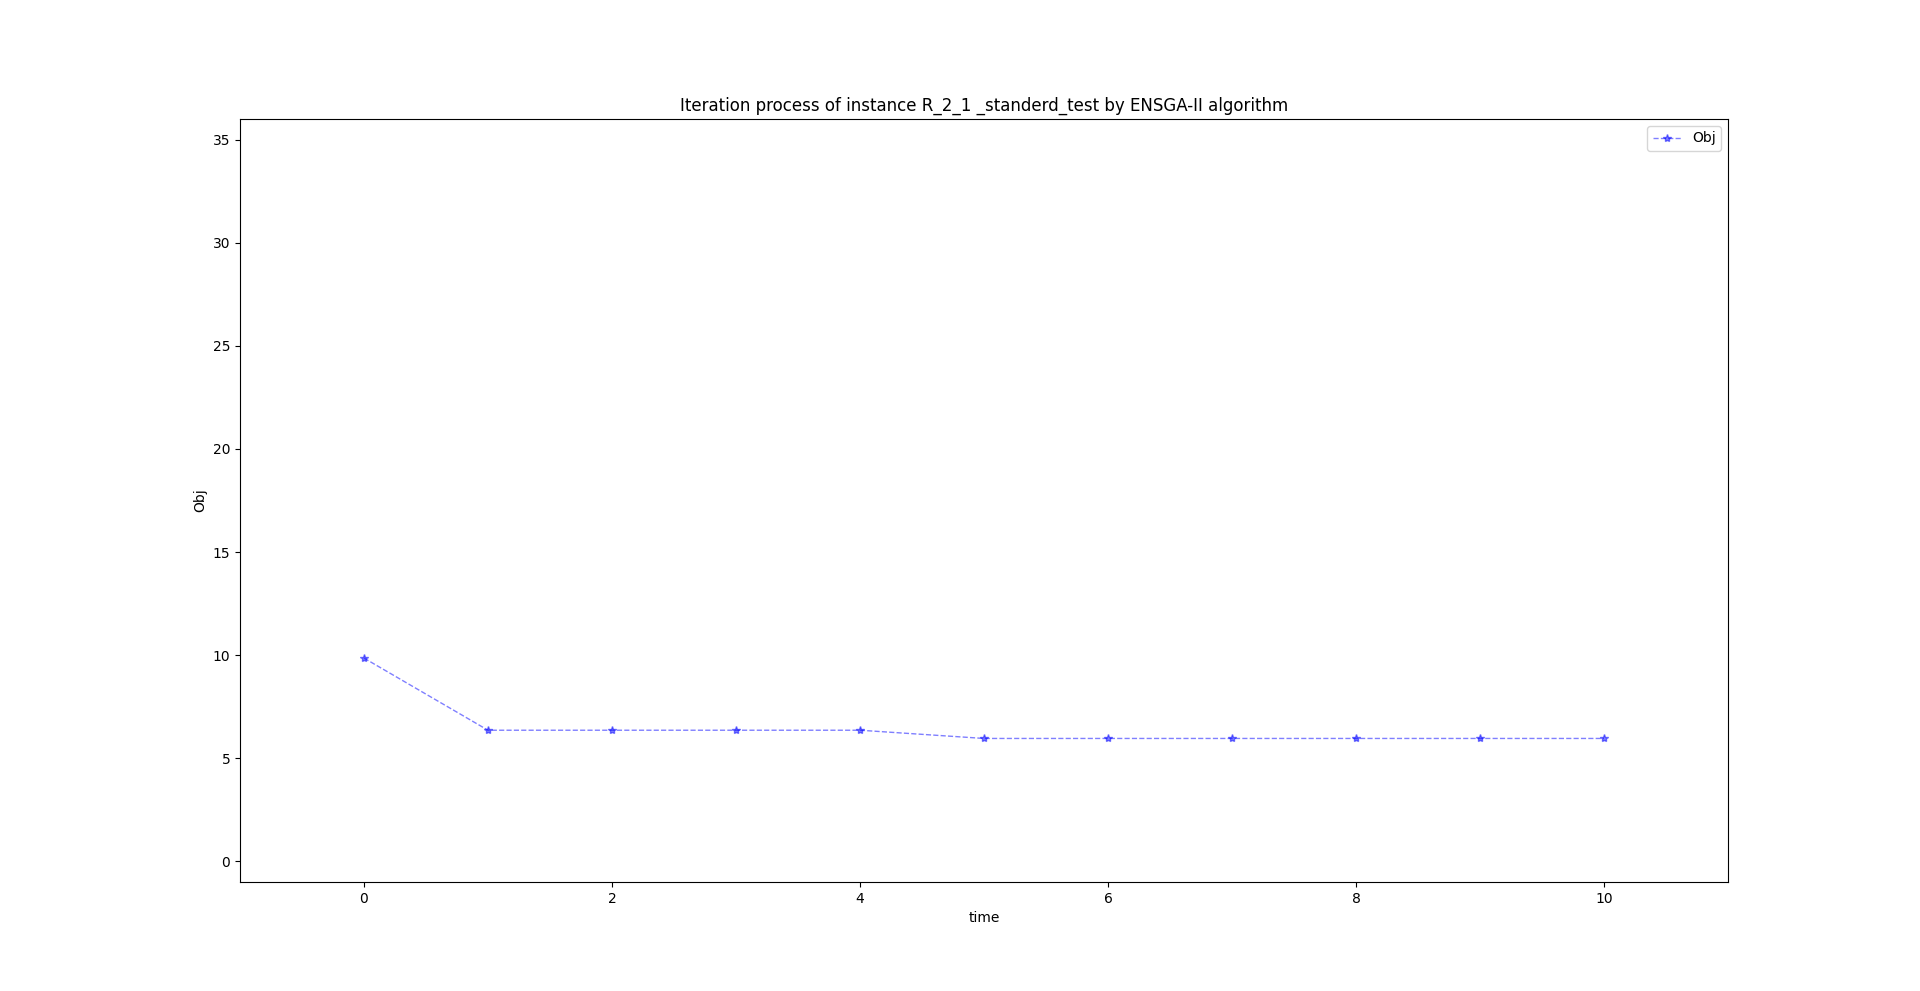 Iteration process of instance R_2_1 _standerd_test by ENSGA-II algorithm
Obj
35
30
25
20
15
10
5
0
Obj
0 2 4 6 8 10
time